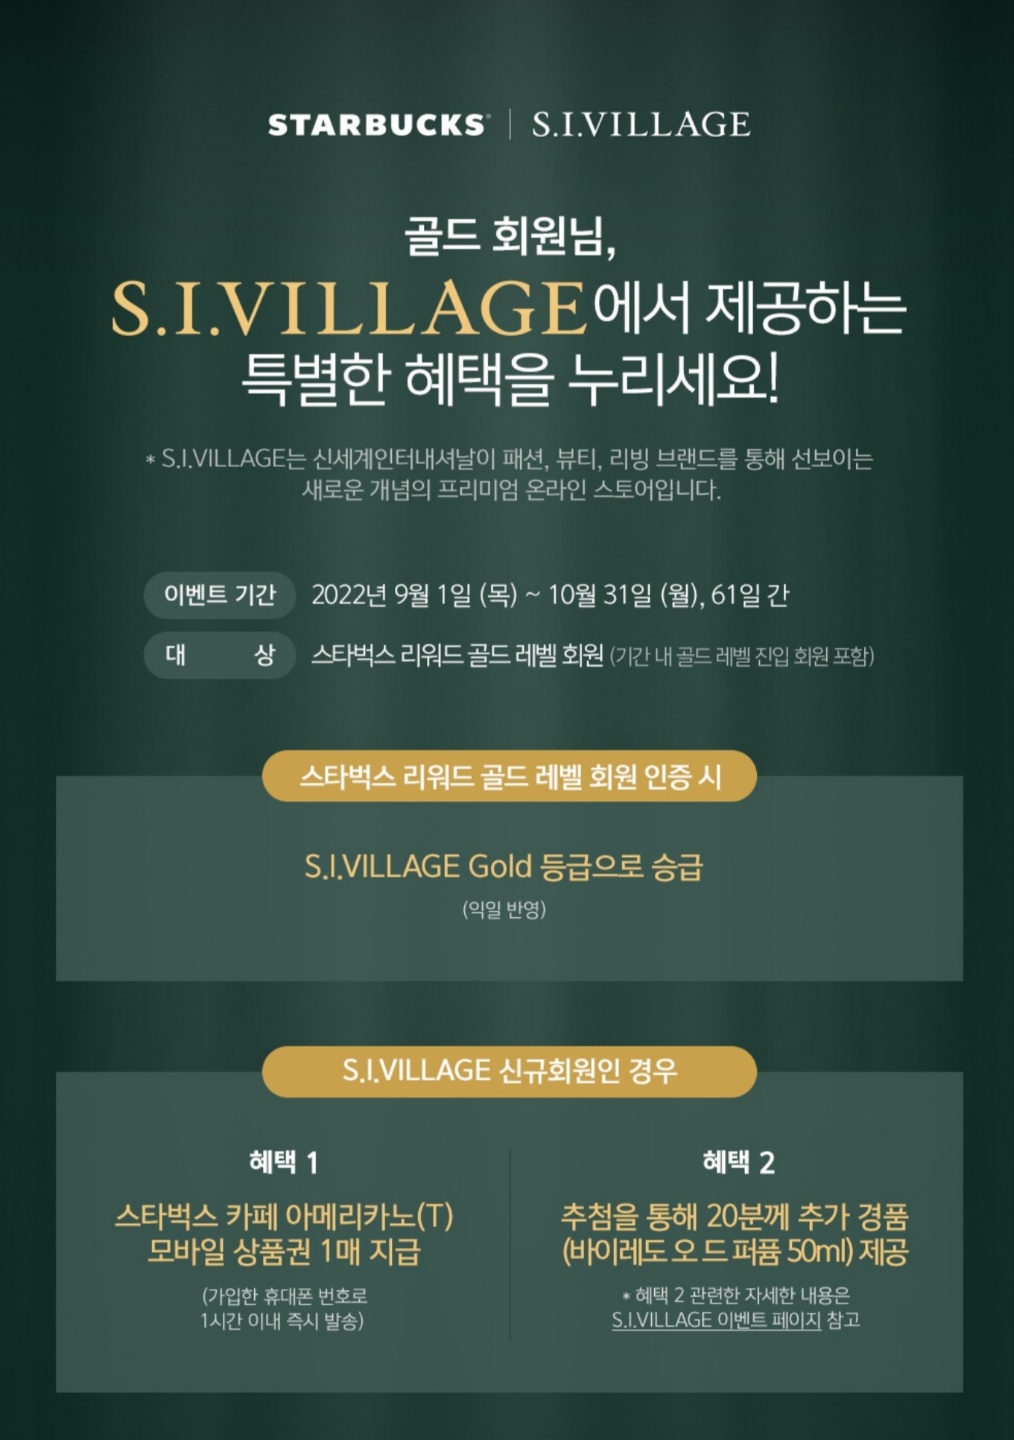 STARBUCKS® | S.I.VILLAGE
골드 회원님,
S.I.VILLAGE에서 제공하는
특별한 혜택을 누리세요!
* S.I.VILLAGE는 신세계인터내셔날이 패션, 뷰티, 리빙 브랜드를 통해 선보이는
새로운 개념의 프리미엄 온라인 스토어입니다.
이벤트 기간 2022년 9월 1일 (목) ~ 10월 31일 (월), 61일 간
대 상 스타벅스 리워드 골드 레벨 회원 (기간 내 골드 레벨 진입 회원 포함)
스타벅스 리워드 골드 레벨 회원 인증 시
S.I.VILLAGE Gold 등급으로 승급
(익일 반영)
S.I.VILLAGE 신규회원인 경우
혜택 1
스타벅스 카페 아메리카노(T)
모바일 상품권 1매 지급
(가입한 휴대폰 번호로
1시간 이내 즉시 발송)
혜택 2
추첨을 통해 20분께 추가 경품
(바이레도 오 드 퍼퓸 50ml) 제공
* 혜택 2 관련한 자세한 내용은
S.I.VILLAGE 이벤트 페이지 참고